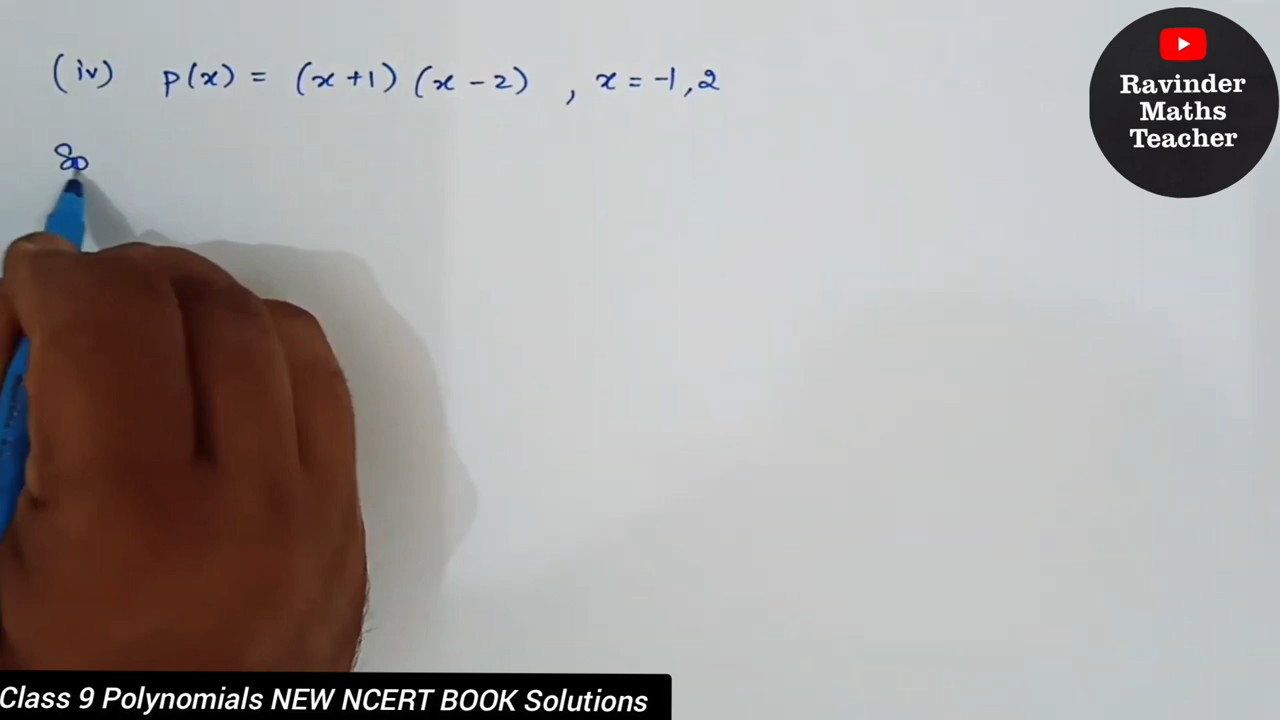 (iv) p(x) = (x+1) (x-2) , x = -1, 2
So
Ravinder
Maths
Teacher
Class 9 Polynomials NEW NCERT BOOK Solutions